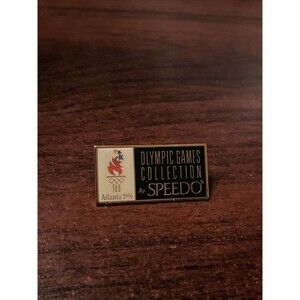 100
Atlanta 1996
OLYMPIC GAMES
COLLECTION
By SPEEDO®